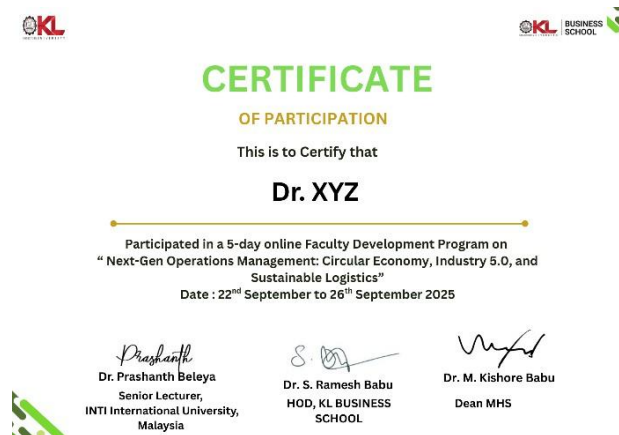 KL
KL
BUSINESS
SCHOOL
CERTIFICATE
OF PARTICIPATION
This is to Certify that
Dr. XYZ
Participated in a 5-day online Faculty Development Program on
“ Next-Gen Operations Management: Circular Economy, Industry 5.0, and
Sustainable Logistics”
Date : 22nd September to 26th September 2025
Prashanth
Dr. Prashanth Beleya
Senior Lecturer,
INTI International University,
Malaysia
Dr. S. Ramesh Babu
HOD, KL BUSINESS
SCHOOL
Dr. M. Kishore Babu
Dean MHS